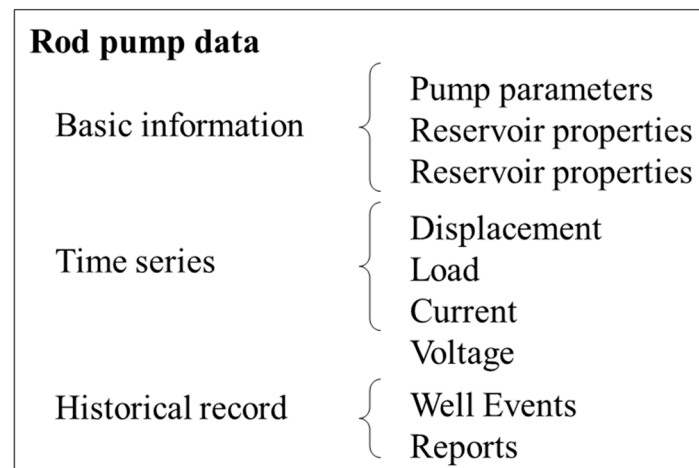 Rod pump data
Basic information
Pump parameters
Reservoir properties
Reservoir properties
Time series
Displacement
Load
Current
Voltage
Historical record
Well Events
Reports